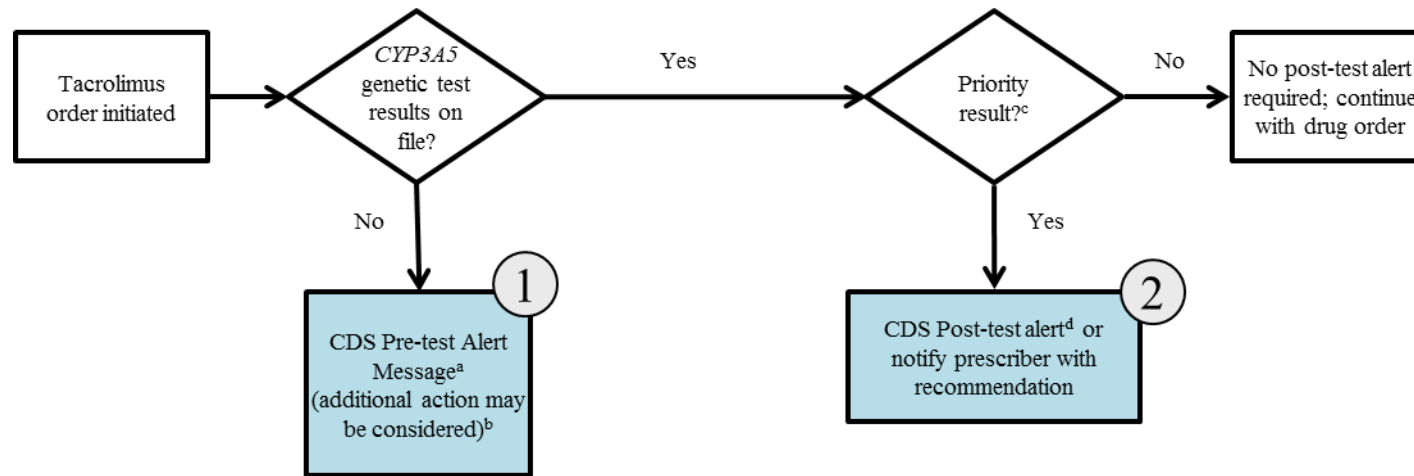 Tacrolimus
order initiated
CYP3A5
genetic test
results on
file?
Yes
Priority
result?ᶜ
No
No post-test alert
required; continue
with drug order
No
Yes
1
CDS Pre-test Alert
Messageᵃ
(additional action may
be considered)ᵇ
2
CDS Post-test alertᵈ or
notify prescriber with
recommendation